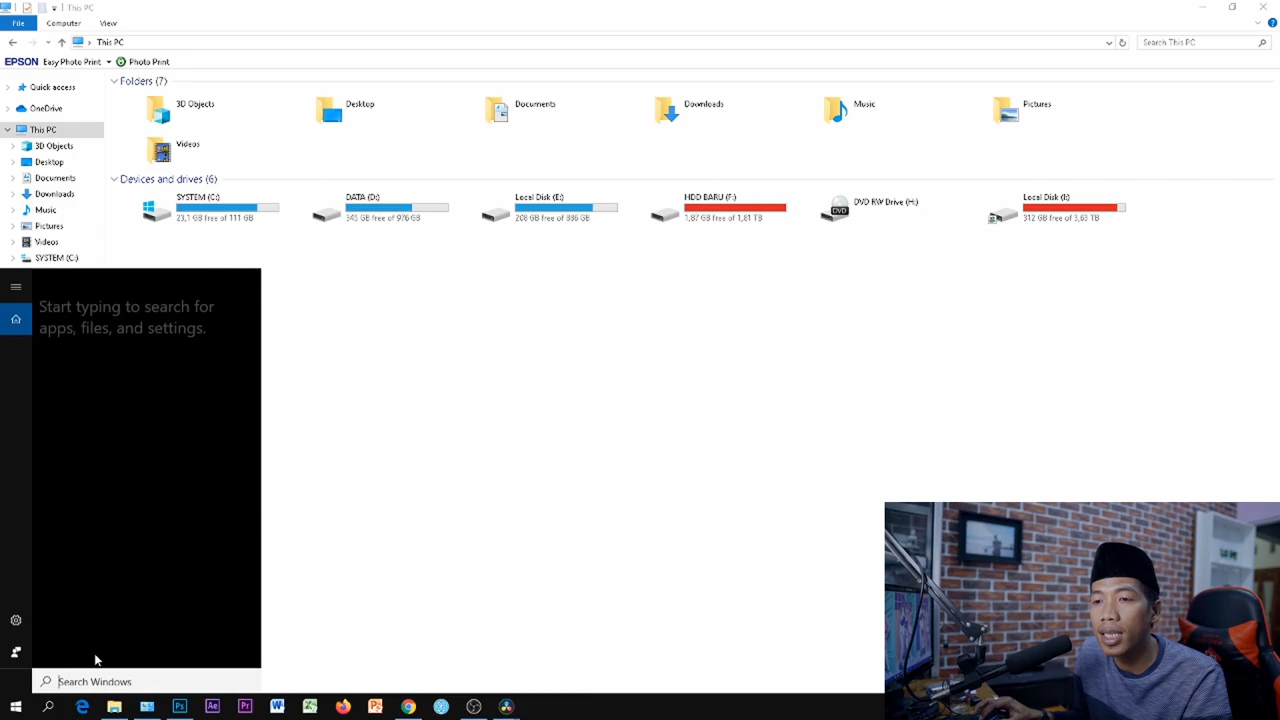 This PC
File
Computer
View
This PC
Search This PC
EPSON Easy Photo Print
Photo Print
Quick access
OneDrive
This PC
3D Objects
Desktop
Documents
Downloads
Music
Pictures
Videos
SYSTEM (C:)
Folders (7)
3D Objects
Desktop
Documents
Downloads
Music
Pictures
Videos
Devices and drives (6)
SYSTEM (C:)
23,1 GB free of 111 GB
DATA (D:)
345 GB free of 976 GB
Local Disk (E:)
208 GB free of 886 GB
HDD BARU (F:)
1,87 GB free of 1,81 TB
DVD RW Drive (H:)
DVD
Local Disk (I:)
312 GB free of 3,63 TB
Start typing to search for
apps, files, and settings.
Search Windows
Ps
Ae
Pr